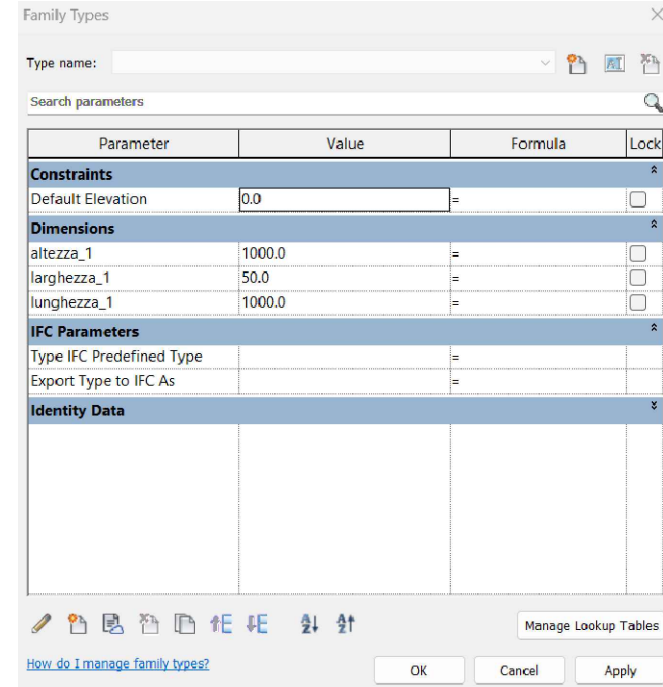 Family Types
Type name:
Search parameters
Parameter Value Formula Lock
Constraints
Default Elevation 0.0 =
Dimensions
altezza_1 1000.0 =
larghezza_1 50.0 =
lunghezza_1 1000.0 =
IFC Parameters
Type IFC Predefined Type =
Export Type to IFC As =
Identity Data
Manage Lookup Tables
How do I manage family types? OK Cancel Apply